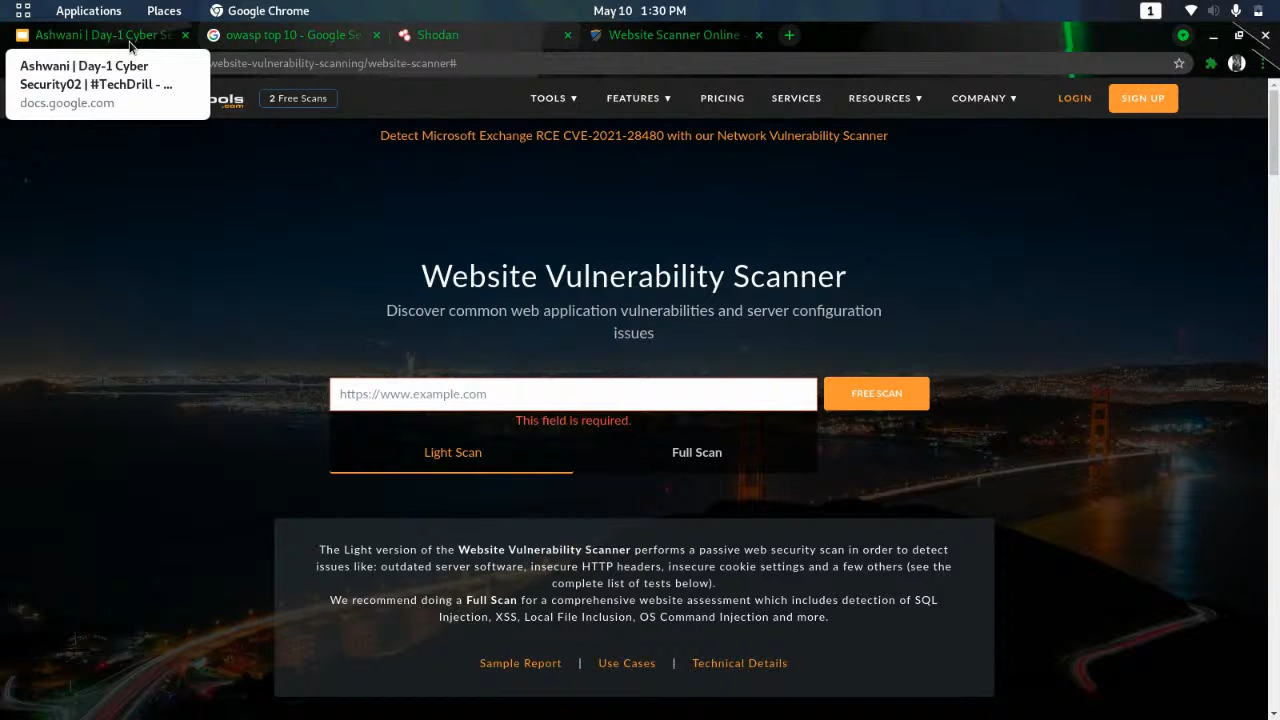 Applications Places Google Chrome May 10 1:30 PM 1
Ashwani | Day-1 Cyber Se × owasp top 10 - Google Se × Shodan × Website Scanner Online - × +
Ashwani | Day-1 Cyber
Security02 | #TechDrill - ...
docs.google.com
website-vulnerability-scanning/website-scanner#
ools
.com
2 Free Scans TOOLS ▼ FEATURES ▼ PRICING SERVICES RESOURCES ▼ COMPANY ▼ LOGIN SIGN UP
Detect Microsoft Exchange RCE CVE-2021-28480 with our Network Vulnerability Scanner
Website Vulnerability Scanner
Discover common web application vulnerabilities and server configuration
issues
https://www.example.com FREE SCAN
This field is required.
Light Scan Full Scan
The Light version of the Website Vulnerability Scanner performs a passive web security scan in order to detect
issues like: outdated server software, insecure HTTP headers, insecure cookie settings and a few others (see the
complete list of tests below).
We recommend doing a Full Scan for a comprehensive website assessment which includes detection of SQL
Injection, XSS, Local File Inclusion, OS Command Injection and more.
Sample Report | Use Cases | Technical Details